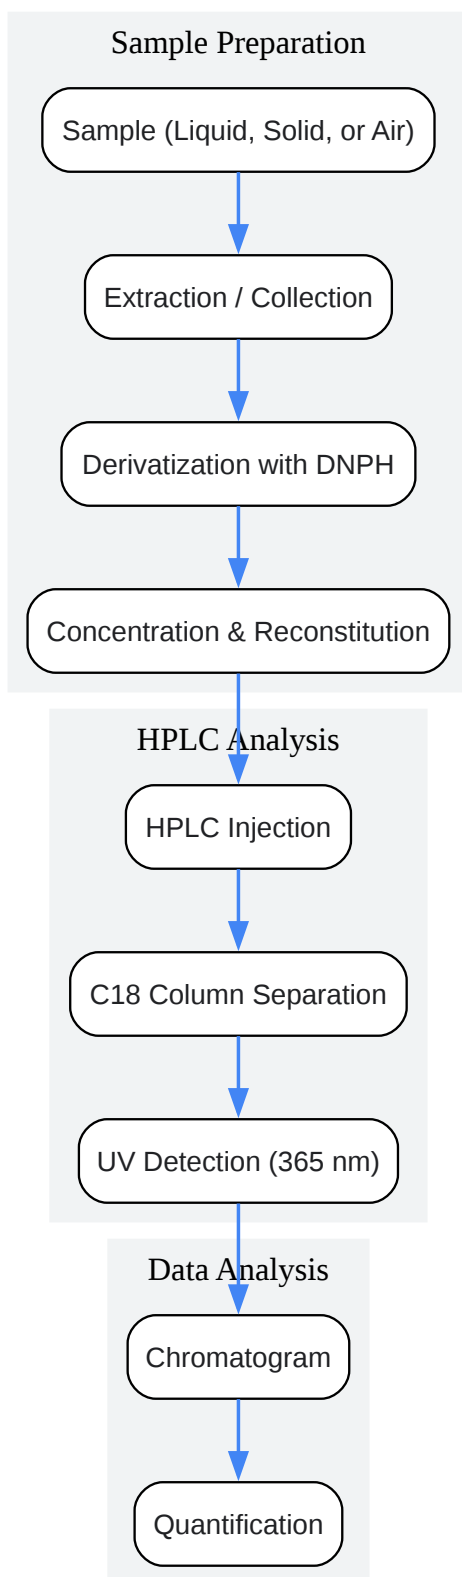 Sample Preparation
Sample (Liquid, Solid, or Air)
Extraction / Collection
Derivatization with DNPH
Concentration & Reconstitution
HPLC Analysis
HPLC Injection
C18 Column Separation
UV Detection (365 nm)
Data Analysis
Chromatogram
Quantification